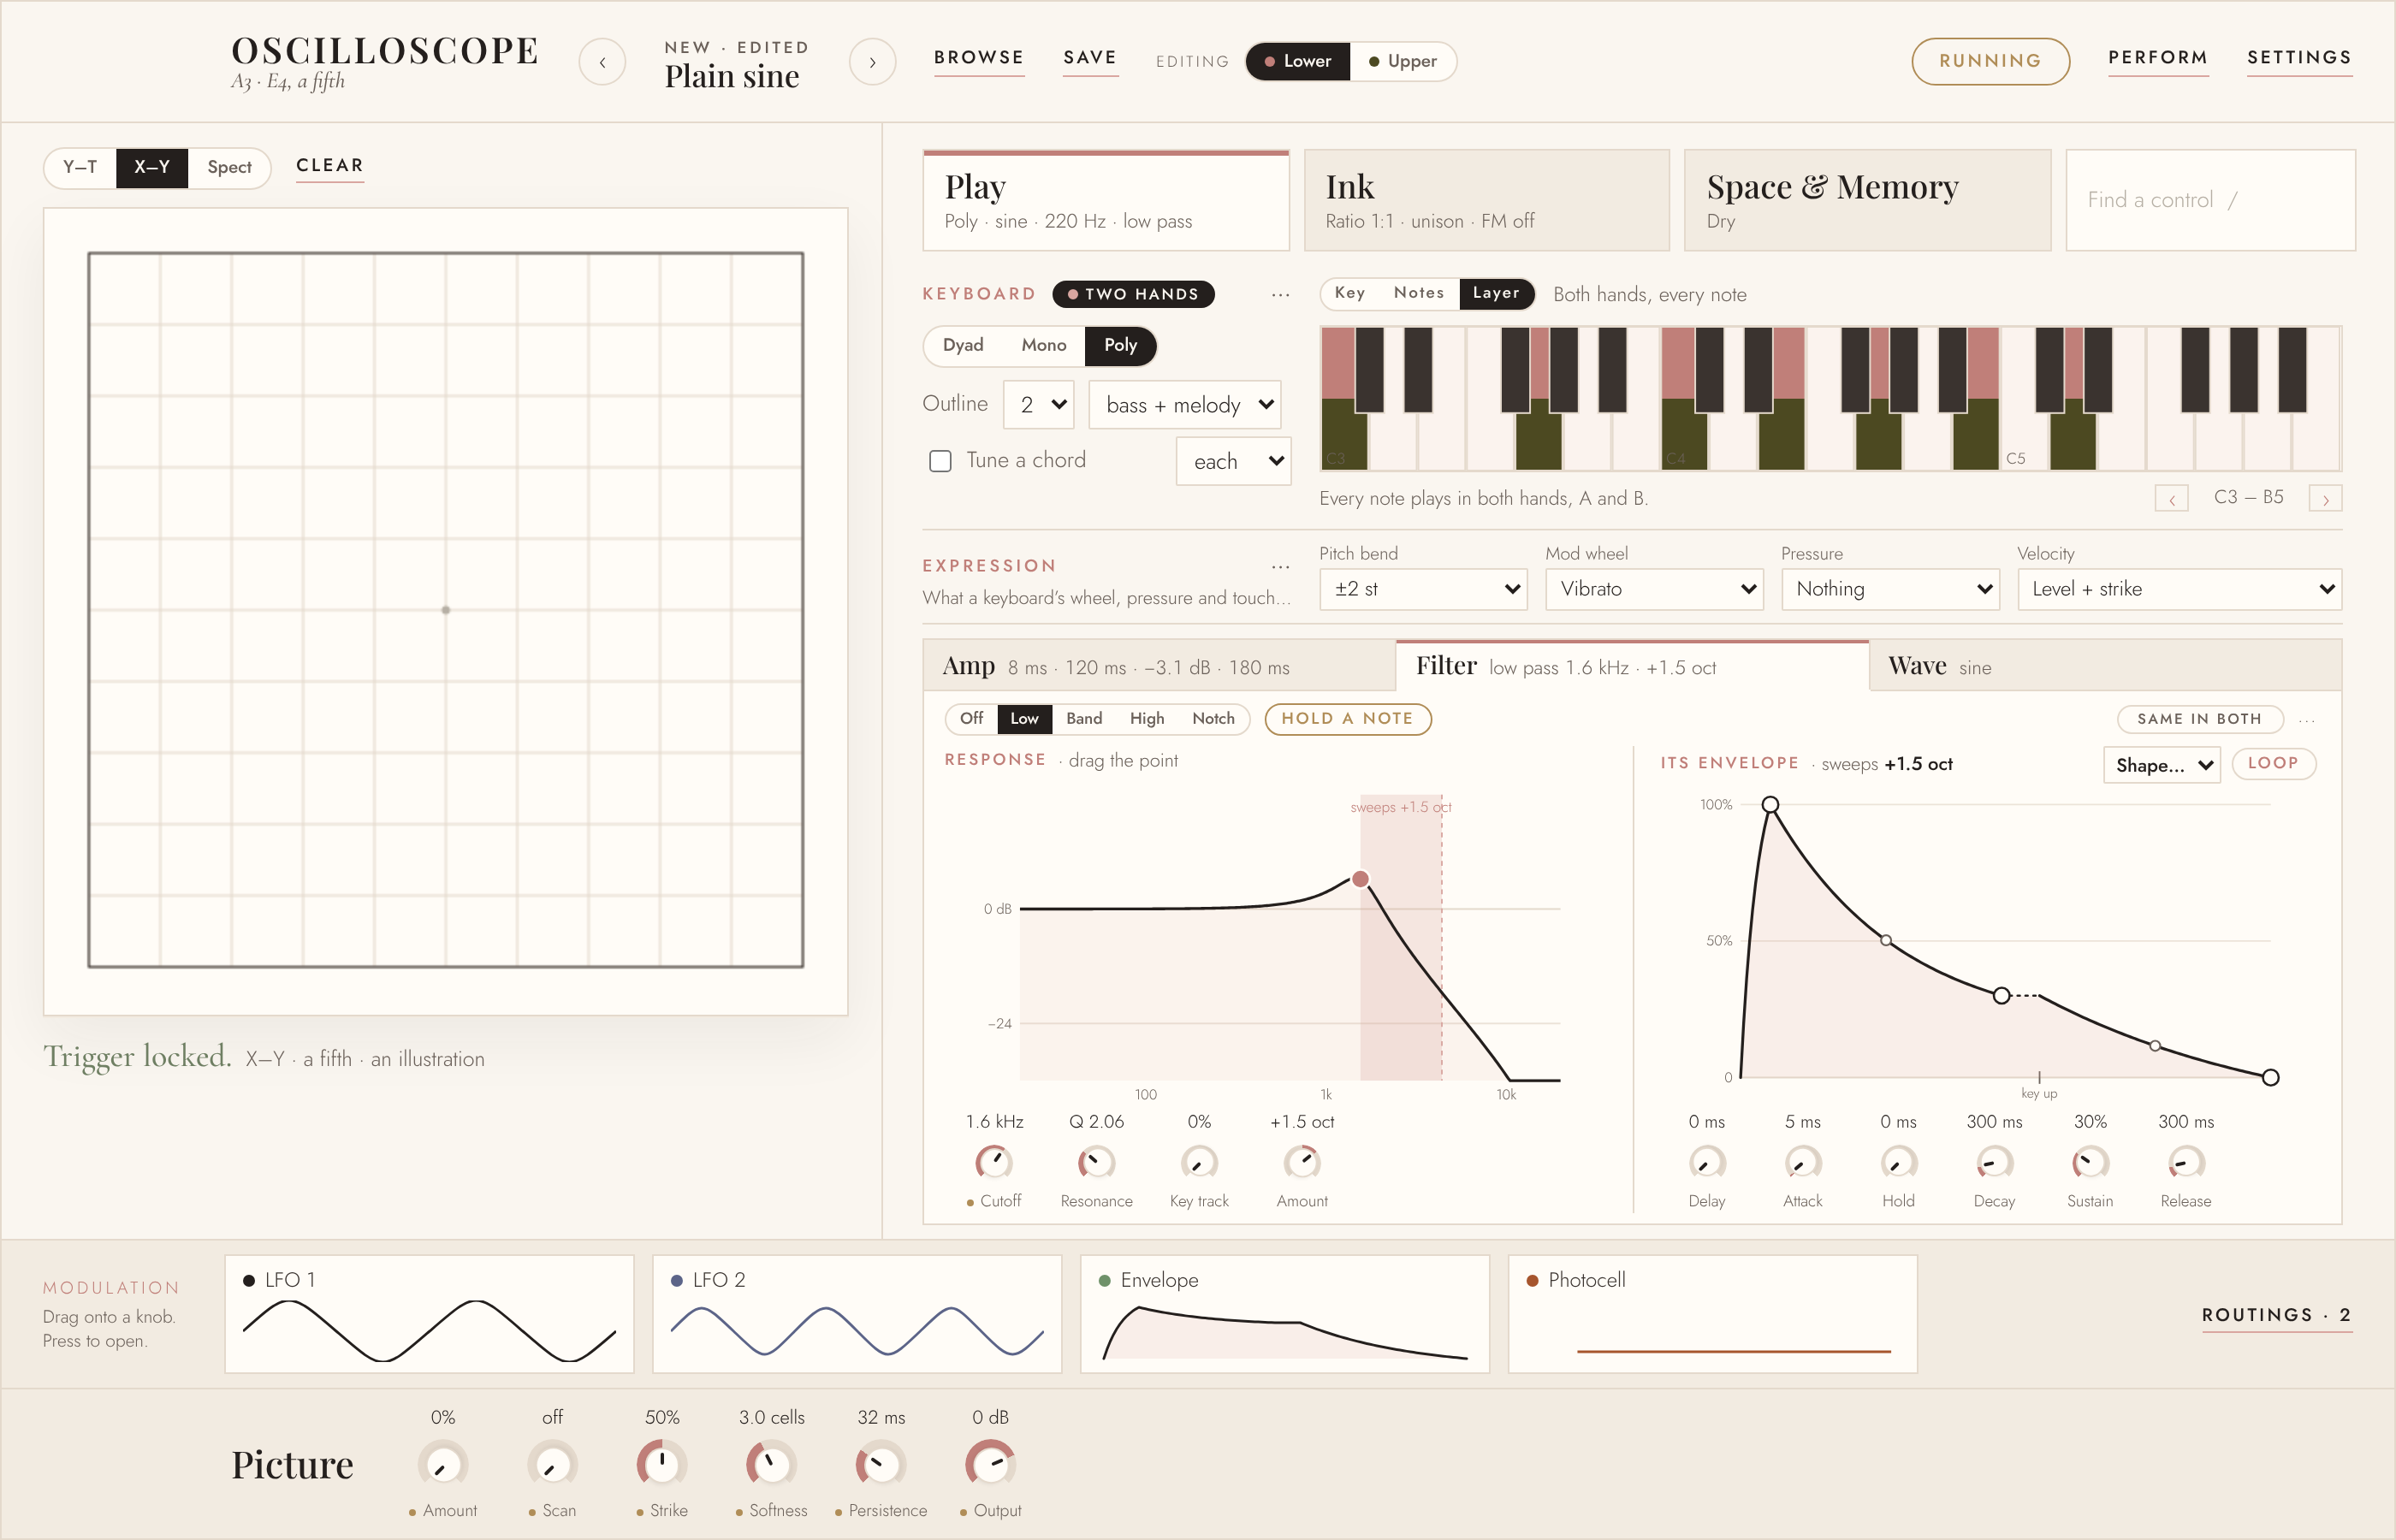 OSCILLOSCOPE
A3 · E4, a fifth
‹
NEW · EDITED
Plain sine
›
BROWSE
SAVE
EDITING
Lower
Upper
RUNNING
PERFORM
SETTINGS
Y–T
X–Y
Spect
CLEAR
Trigger locked. X–Y · a fifth · an illustration
Play
Poly · sine · 220 Hz · low pass
Ink
Ratio 1:1 · unison · FM off
Space & Memory
Dry
Find a control /
KEYBOARD
TWO HANDS
...
Dyad
Mono
Poly
Outline
2
bass + melody
Tune a chord
each
Key
Notes
Layer
Both hands, every note
C3
C4
C5
Every note plays in both hands, A and B.
‹
C3 – B5
›
EXPRESSION
...
What a keyboard's wheel, pressure and touch...
Pitch bend
±2 st
Mod wheel
Vibrato
Pressure
Nothing
Velocity
Level + strike
Amp 8 ms · 120 ms · −3.1 dB · 180 ms
Filter low pass 1.6 kHz · +1.5 oct
Wave sine
Off
Low
Band
High
Notch
HOLD A NOTE
SAME IN BOTH
...
RESPONSE · drag the point
sweeps +1.5 oct
0 dB
−24
100
1k
10k
1.6 kHz
Q 2.06
0%
+1.5 oct
Cutoff
Resonance
Key track
Amount
ITS ENVELOPE · sweeps +1.5 oct
Shape...
LOOP
100%
50%
0
key up
0 ms
5 ms
0 ms
300 ms
30%
300 ms
Delay
Attack
Hold
Decay
Sustain
Release
MODULATION
Drag onto a knob.
Press to open.
LFO 1
LFO 2
Envelope
Photocell
ROUTINGS · 2
Picture
0%
off
50%
3.0 cells
32 ms
0 dB
Amount
Scan
Strike
Softness
Persistence
Output